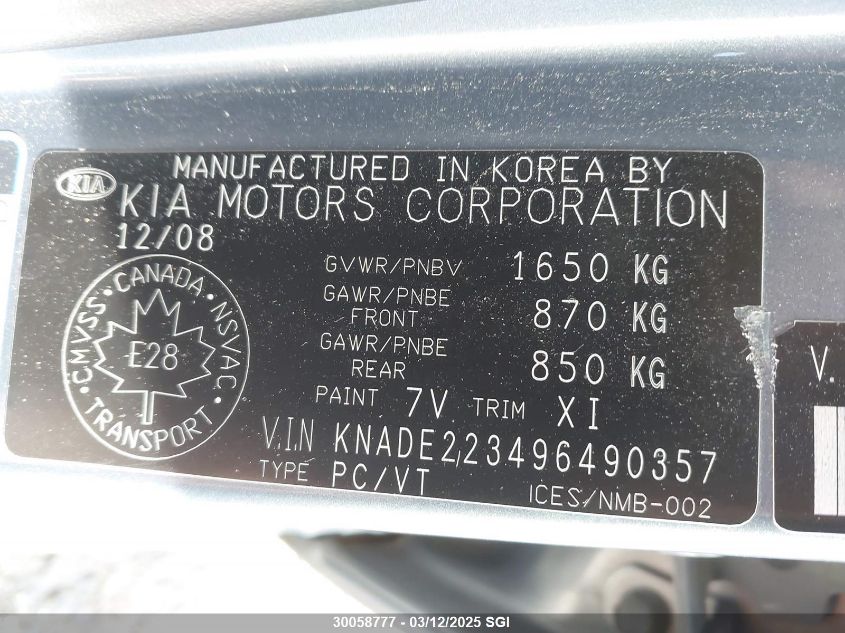 MANUFACTURED IN KOREA BY
KIA KIA MOTORS CORPORATION
12/08
GVWR/PNBV 1650 KG
GAWR/PNBE FRONT 870 KG
GAWR/PNBE REAR 850 KG
PAINT 7V TRIM XI
V.I.N KNADE223496490357
TYPE PC/VT
ICES/NMB-002
CANADA
CMVSS NSVAC
E28
TRANSPORT
V.
30058777 - 03/12/2025 SGI